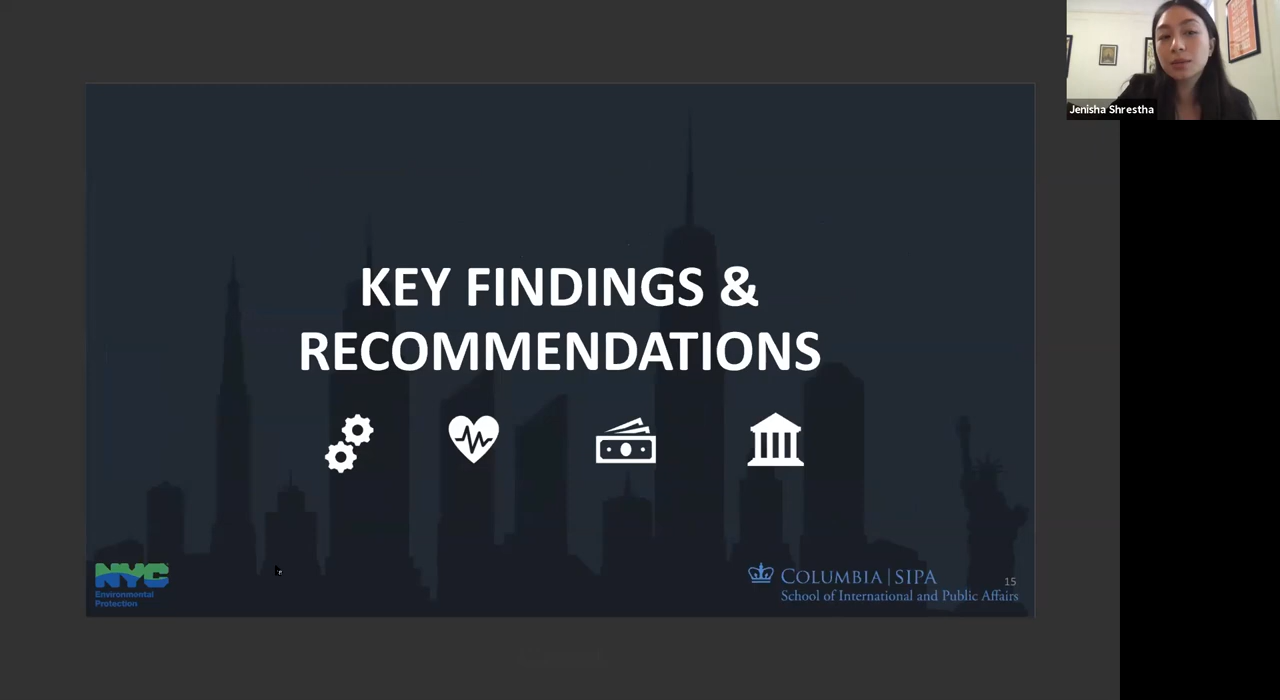 Jenisha Shrestha
KEY FINDINGS &
RECOMMENDATIONS
NYC
Environmental
Protection
COLUMBIA | SIPA
School of International and Public Affairs
15